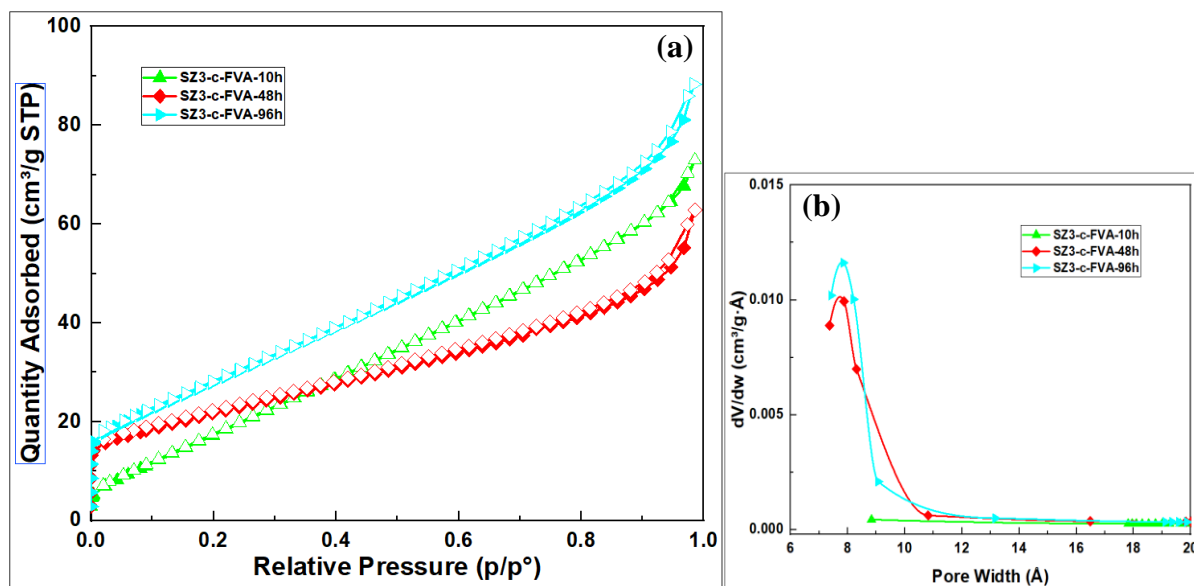 (a)
SZ3-c-FVA-10h
SZ3-c-FVA-48h
SZ3-c-FVA-96h
Quantity Adsorbed (cm³/g STP)
100
80
60
40
20
0
0.0 0.2 0.4 0.6 0.8 1.0
Relative Pressure (p/p°)
(b)
SZ3-c-FVA-10h
SZ3-c-FVA-48h
SZ3-c-FVA-96h
dV/dw (cm³/g·Å)
0.015
0.010
0.005
0.000
6 8 10 12 14 16 18 20
Pore Width (Å)